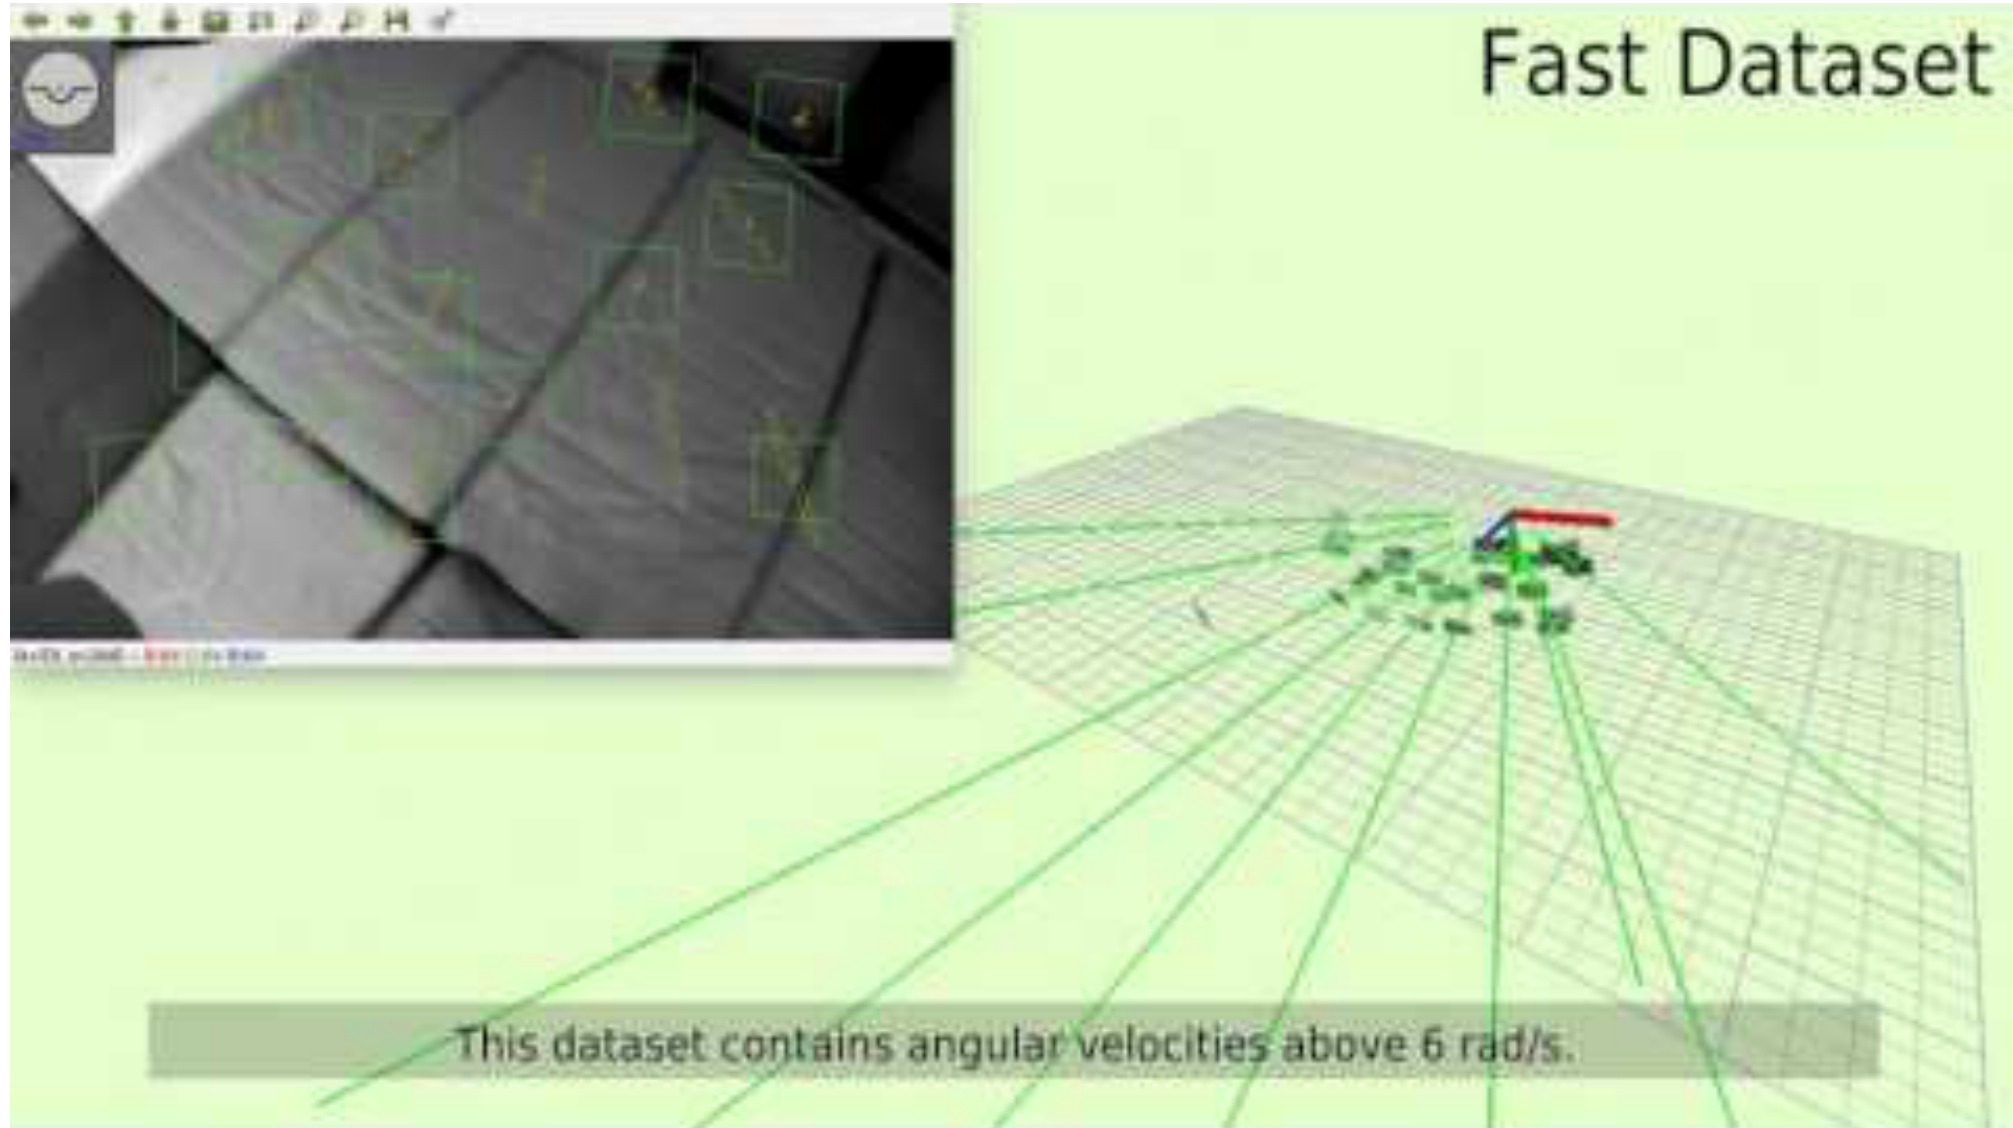 Fast Dataset
This dataset contains angular velocities above 6 rad/s.